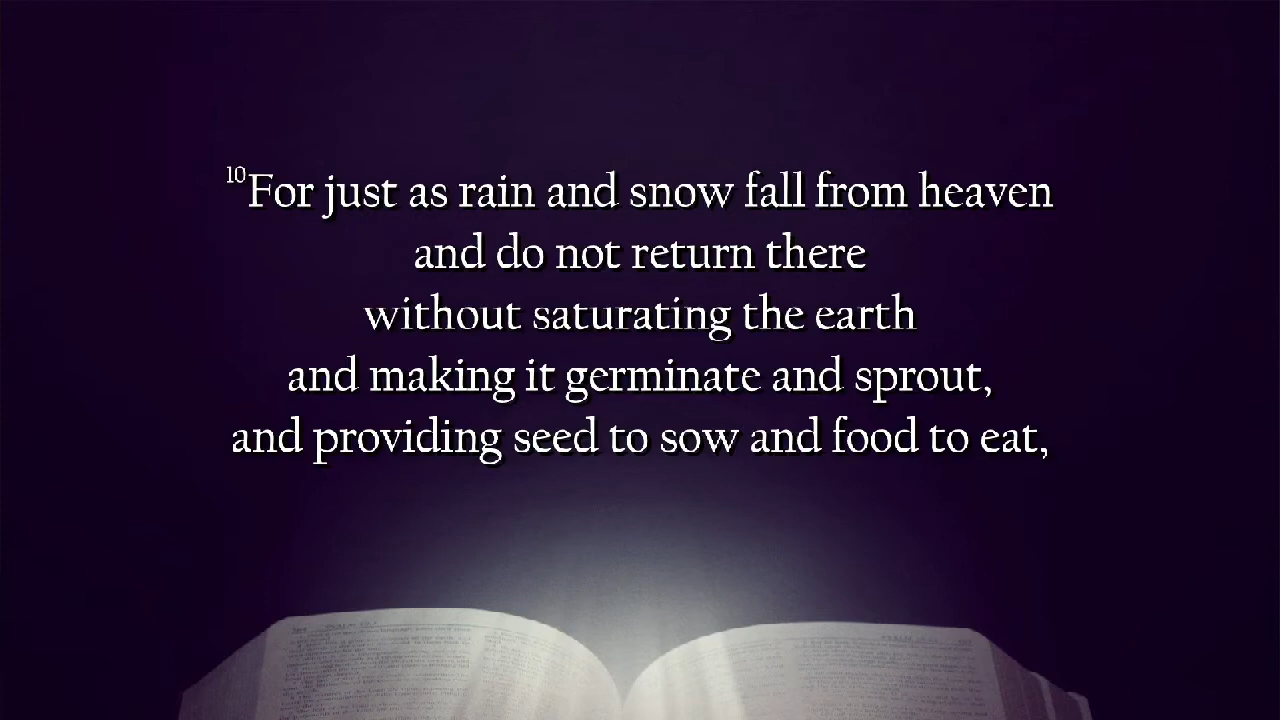 10For just as rain and snow fall from heaven
and do not return there
without saturating the earth
and making it germinate and sprout,
and providing seed to sow and food to eat,